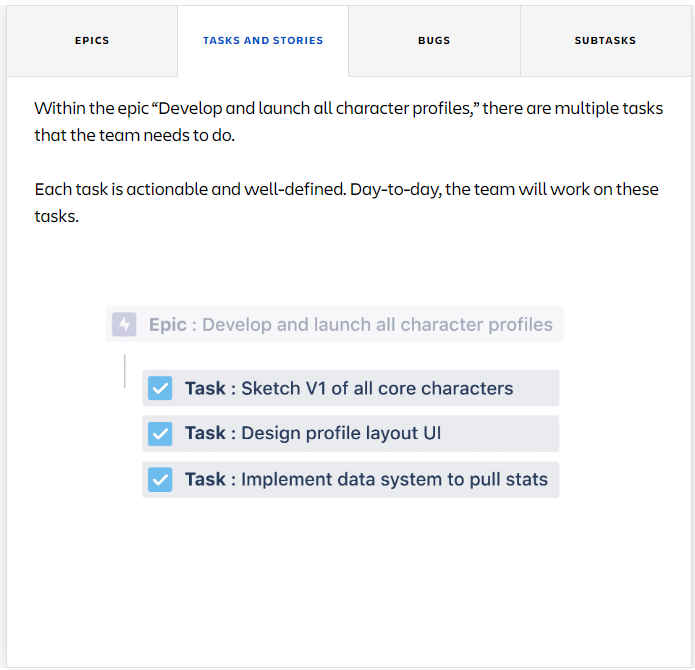 EPICS
TASKS AND STORIES
BUGS
SUBTASKS
Within the epic “Develop and launch all character profiles,” there are multiple tasks
that the team needs to do.
Each task is actionable and well-defined. Day-to-day, the team will work on these
tasks.
Epic : Develop and launch all character profiles
Task : Sketch V1 of all core characters
Task : Design profile layout UI
Task : Implement data system to pull stats